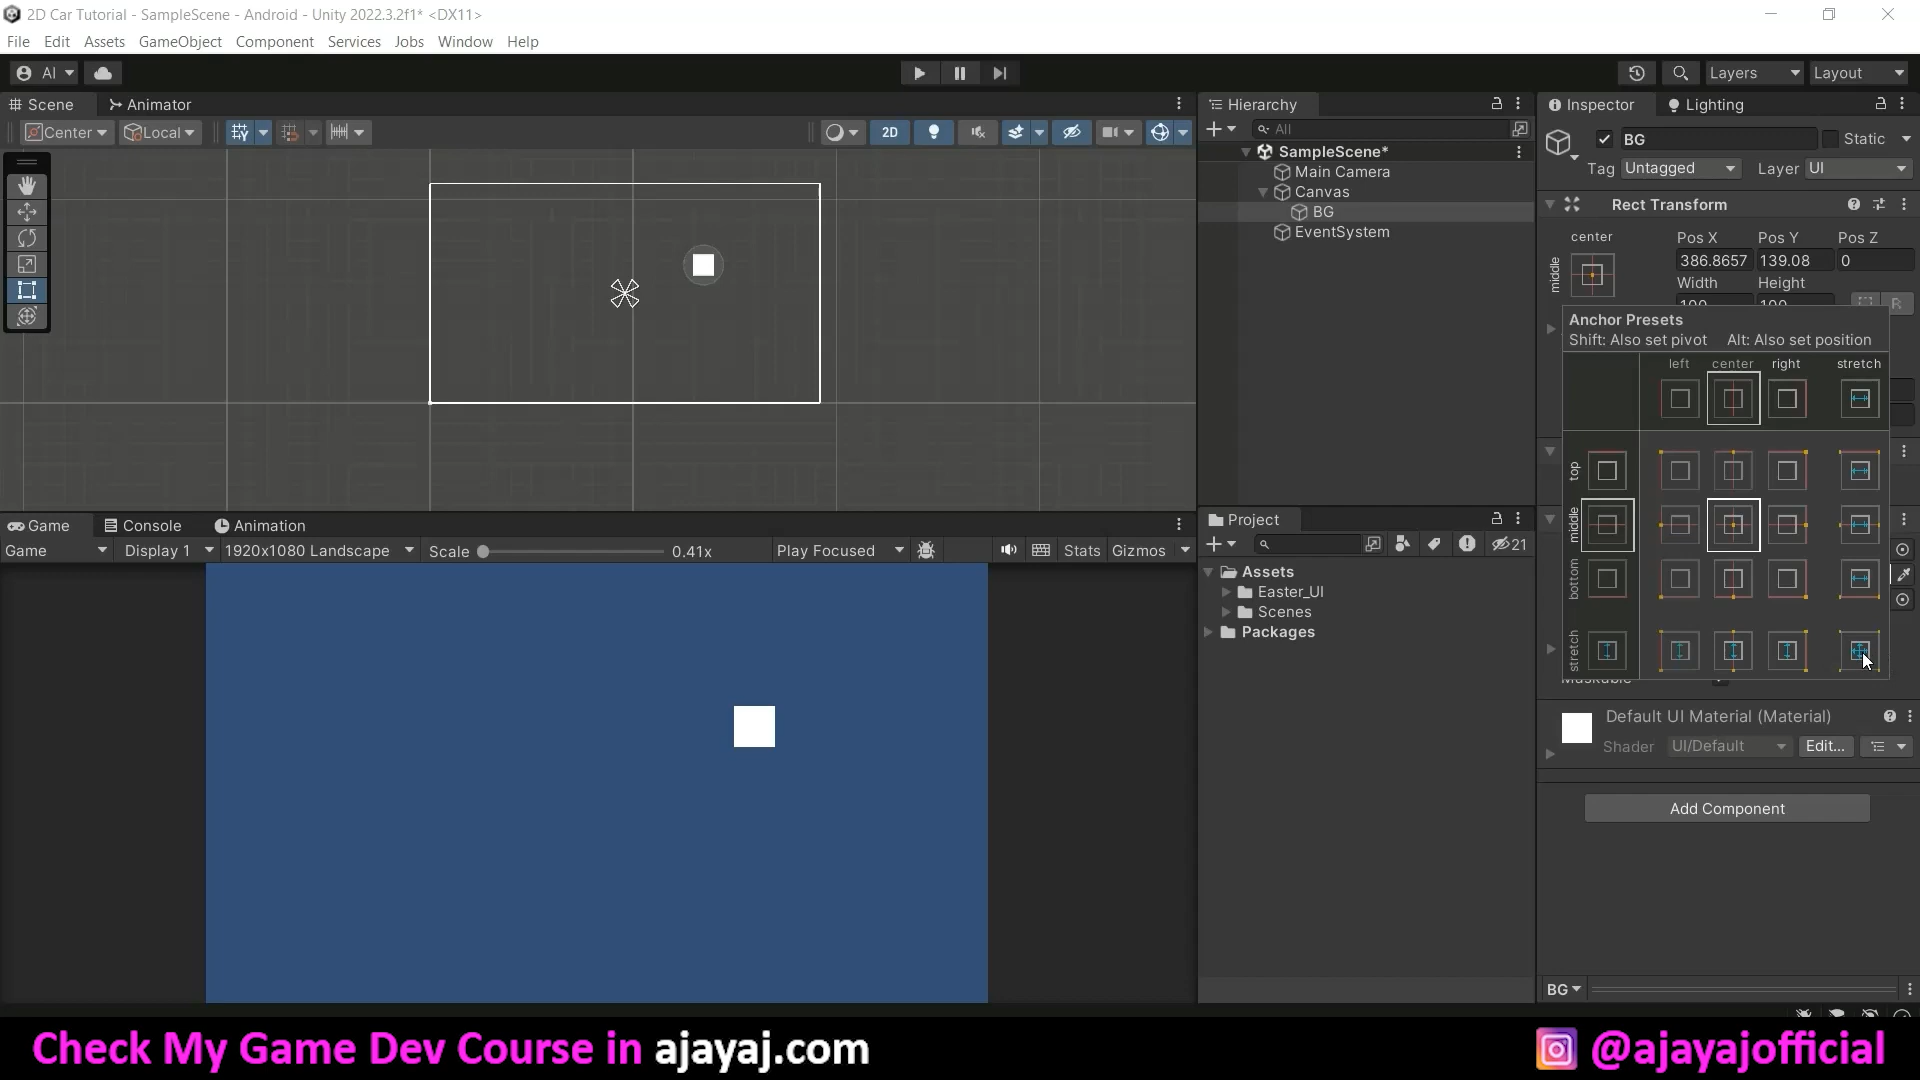 2D Car Tutorial - SampleScene - Android - Unity 2022.3.2f1* <DX11>
File Edit Assets GameObject Component Services Jobs Window Help
AI
Layers Layout
Scene Animator
Center Local
2D
Hierarchy
All
SampleScene*
Main Camera
Canvas
BG
EventSystem
Inspector Lighting
BG Static
Tag Untagged Layer UI
Rect Transform
center Pos X Pos Y Pos Z
middle 386.8657 139.08 0
Width Height
100 100 R
Anchor Presets
Shift: Also set pivot Alt: Also set position
left center right stretch
top
middle
bottom
stretch
Maskable
Default UI Material (Material)
Shader UI/Default Edit...
Add Component
BG
Game Console Animation
Game Display 1 1920x1080 Landscape Scale 0.41x Play Focused Stats Gizmos
Project
21
Assets
Easter_UI
Scenes
Packages
Check My Game Dev Course in ajayaj.com
@ajayajofficial